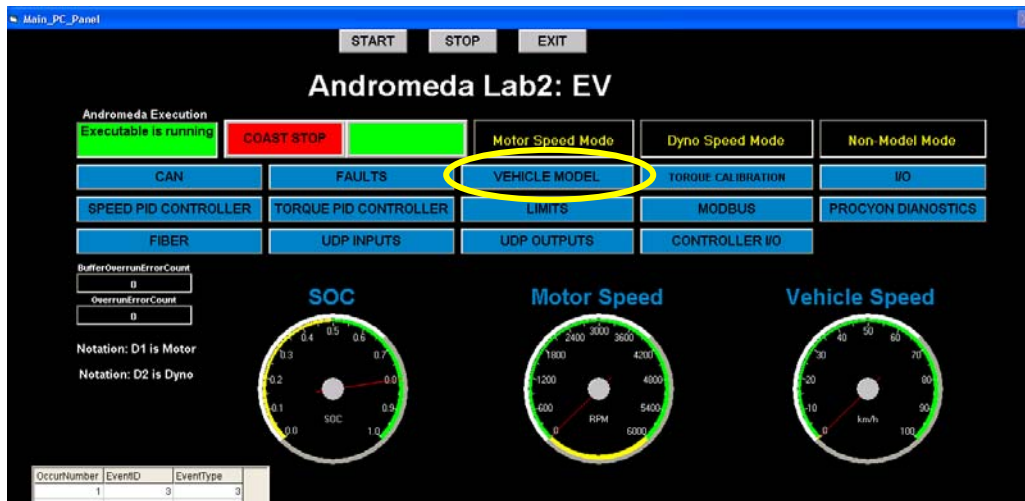 Main_PC_Panel
START STOP EXIT
Andromeda Lab2: EV
Andromeda Execution
Executable is running COAST STOP Motor Speed Mode Dyno Speed Mode Non-Model Mode
CAN FAULTS VEHICLE MODEL TORQUE CALIBRATION I/O
SPEED PID CONTROLLER TORQUE PID CONTROLLER LIMITS MODBUS PROCYON DIANOSTICS
FIBER UDP INPUTS UDP OUTPUTS CONTROLLER I/O
BufferOverrunErrorCount
0
OverrunErrorCount
0
Notation: D1 is Motor
Notation: D2 is Dyno
SOC
0.0 0.1 0.2 0.3 0.4 0.5 0.6 0.7 0.0 0.9 1.0
SOC
Motor Speed
0 600 1200 1800 2400 3000 3600 4200 4000 5400 6000
RPM
Vehicle Speed
0 10 20 30 40 50 60 70 80 90 100
km/h
OccurNumber EventID EventType
1 3 3